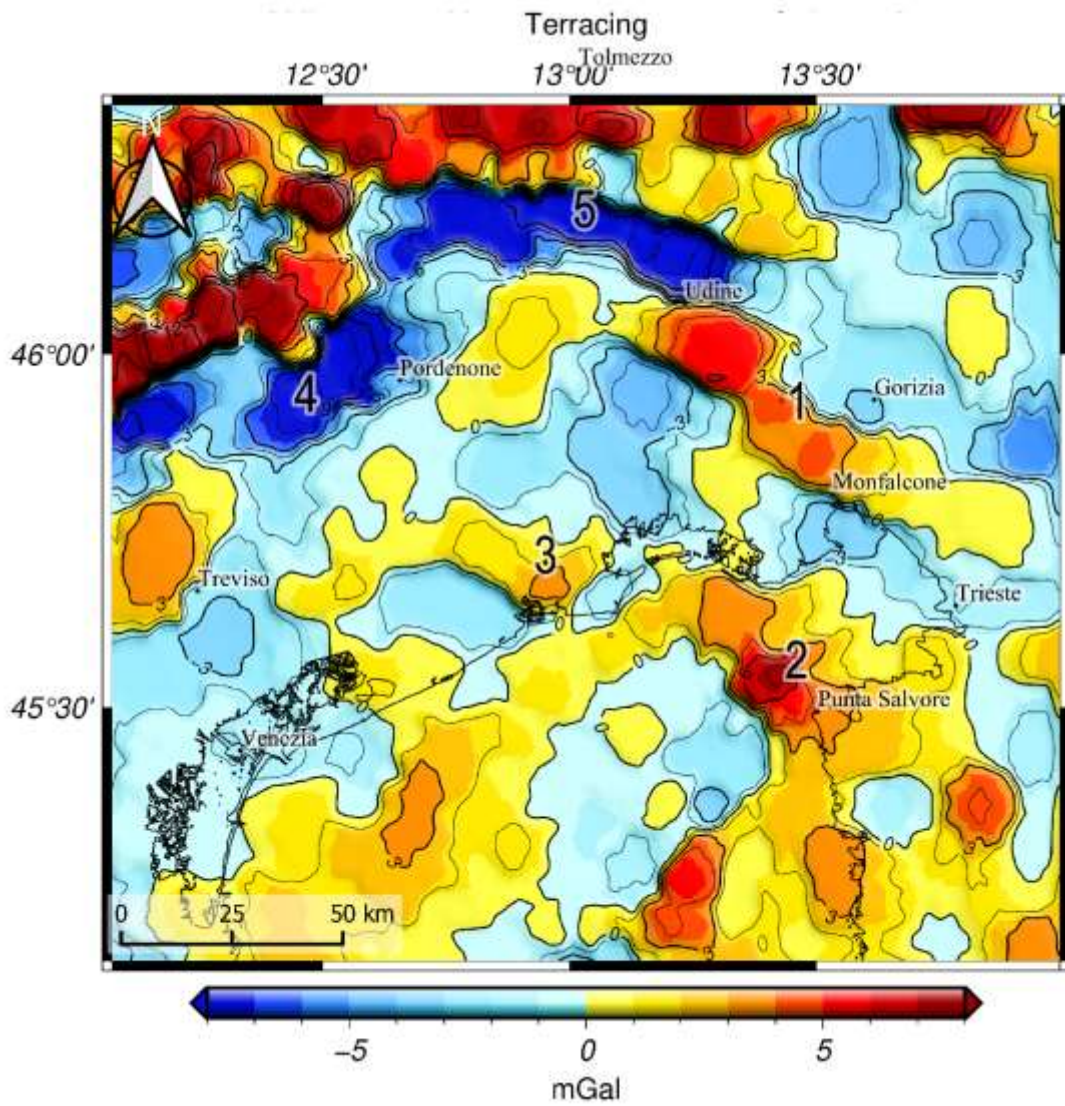 Terracing
Tolmezzo
12°30' 13°00' 13°30'
N
5
Udine
46°00'
Pordenone
4
1
Gorizia
Monfalcone
3
Treviso
Trieste
2
Punta Salvore
45°30'
Venezia
0 25 50 km
−5 0 5
mGal